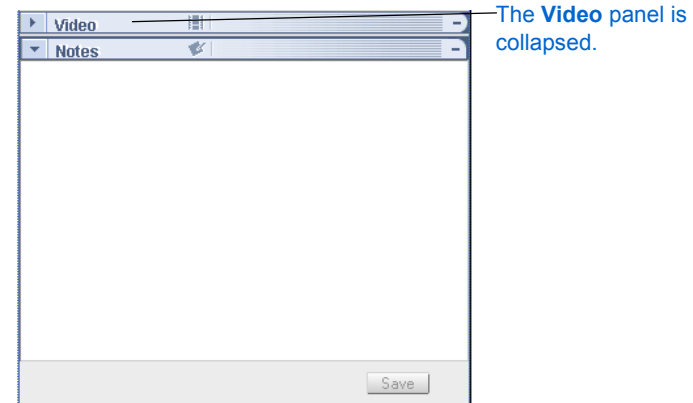 Video
Notes
Save
The Video panel is
collapsed.